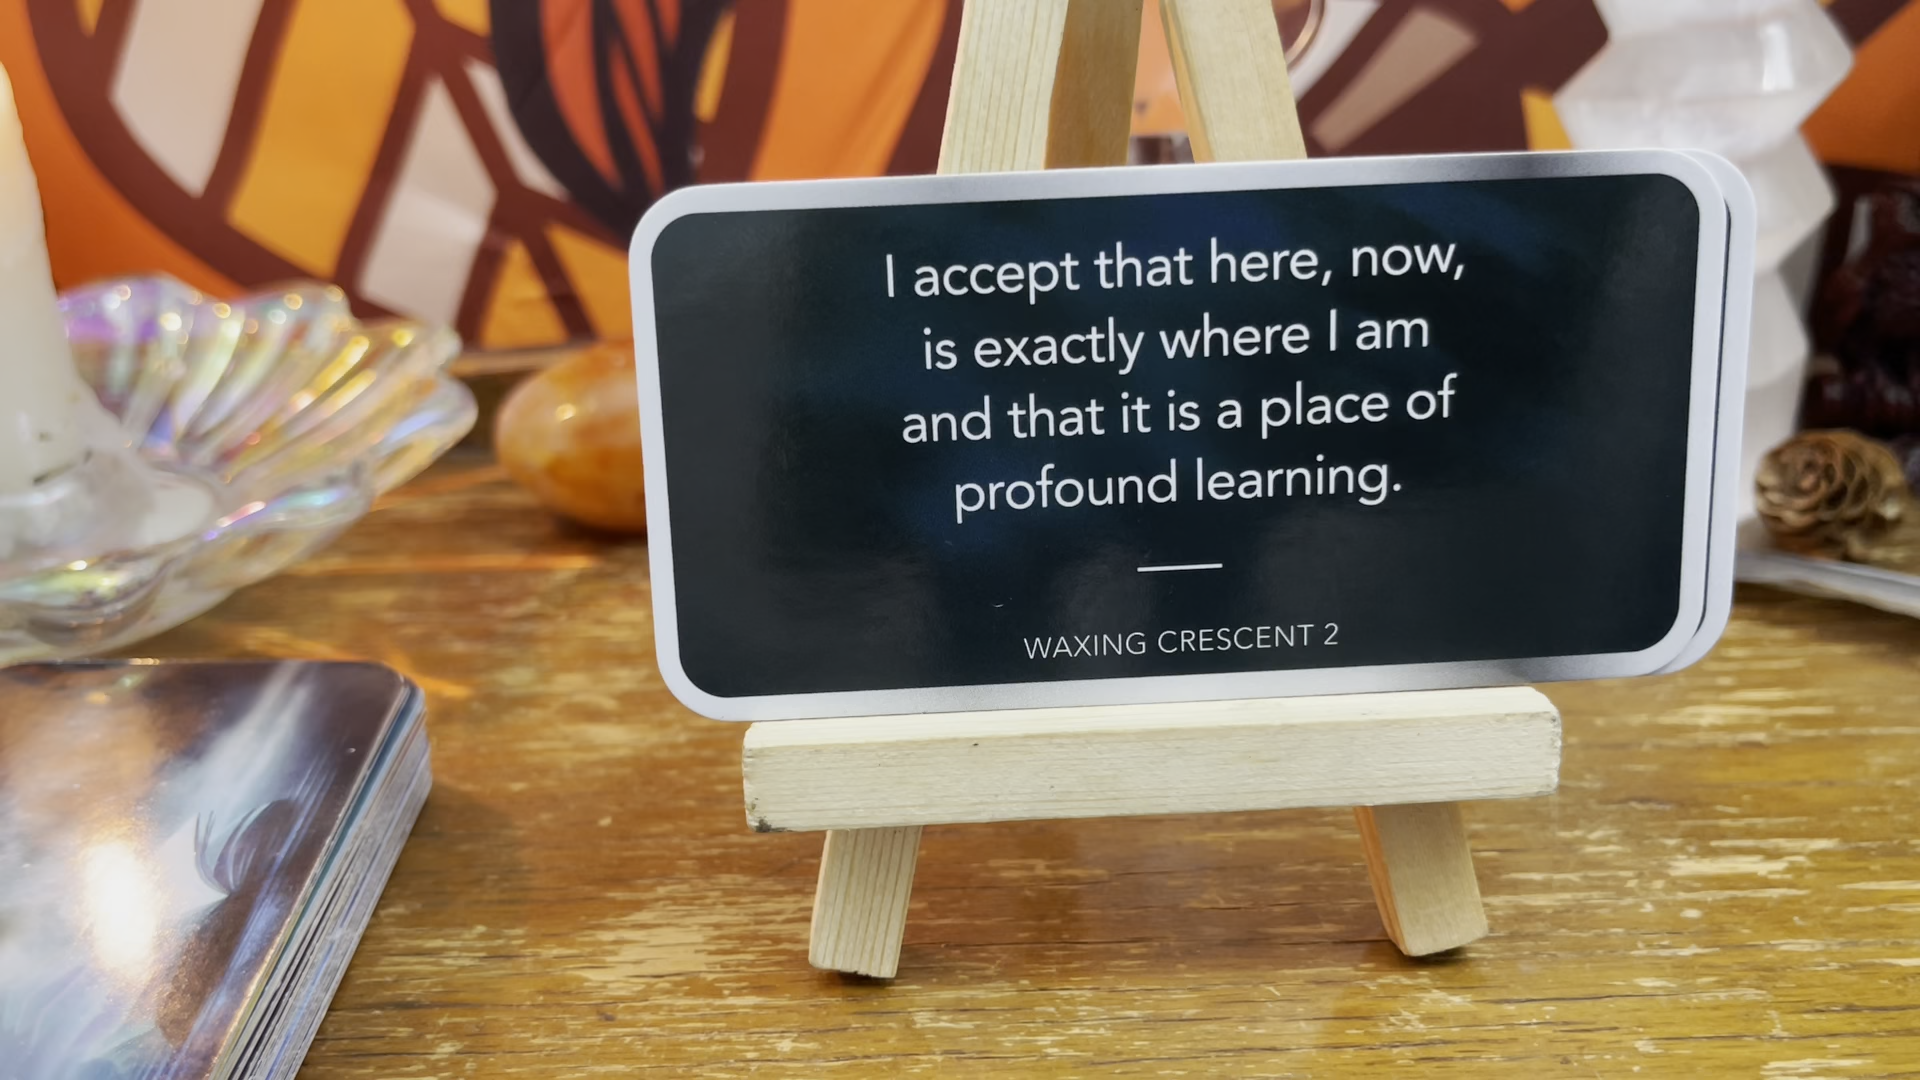 I accept that here, now,
is exactly where I am
and that it is a place of
profound learning.
WAXING CRESCENT 2